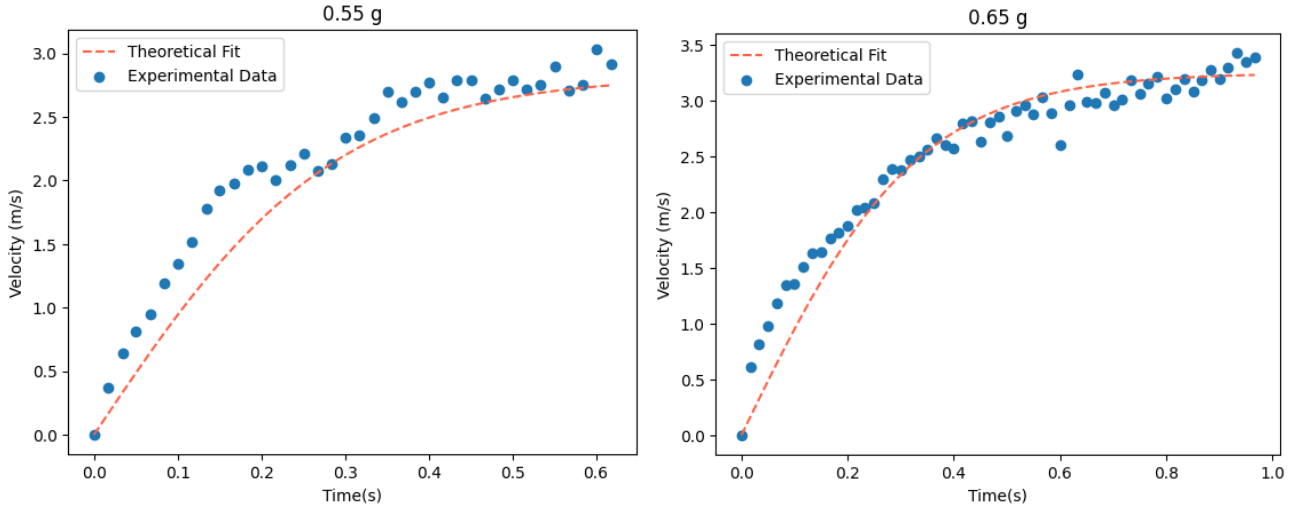 0.55 g
Theoretical Fit
Experimental Data
3.0
2.5
2.0
1.5
1.0
0.5
0.0
Velocity (m/s)
0.0 0.1 0.2 0.3 0.4 0.5 0.6
Time(s)
0.65 g
Theoretical Fit
Experimental Data
3.5
3.0
2.5
2.0
1.5
1.0
0.5
0.0
Velocity (m/s)
0.0 0.2 0.4 0.6 0.8 1.0
Time(s)